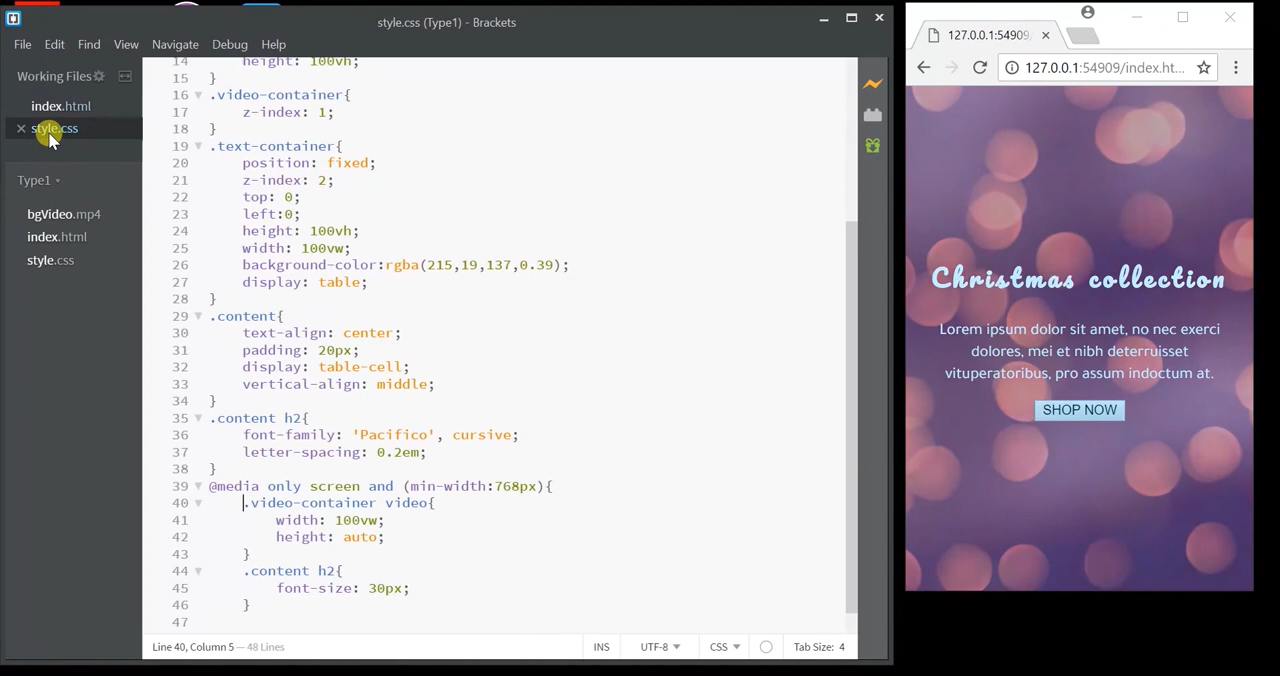 style.css (Type1) - Brackets
File Edit Find View Navigate Debug Help
Working Files
index.html
style.css
Type1
bgVideo.mp4
index.html
style.css
14 height: 100vh;
15 }
16 .video-container{
17 z-index: 1;
18 }
19 .text-container{
20 position: fixed;
21 z-index: 2;
22 top: 0;
23 left:0;
24 height: 100vh;
25 width: 100vw;
26 background-color:rgba(215,19,137,0.39);
27 display: table;
28 }
29 .content{
30 text-align: center;
31 padding: 20px;
32 display: table-cell;
33 vertical-align: middle;
34 }
35 .content h2{
36 font-family: 'Pacifico', cursive;
37 letter-spacing: 0.2em;
38 }
39 @media only screen and (min-width:768px){
40 .video-container video{
41 width: 100vw;
42 height: auto;
43 }
44 .content h2{
45 font-size: 30px;
46 }
47
Line 40, Column 5 — 48 Lines
INS UTF-8 CSS Tab Size: 4
127.0.0.1:54909
127.0.0.1:54909/index.ht...
Christmas collection
Lorem ipsum dolor sit amet, no nec exerci
dolores, mei et nibh deterruisset
vituperatoribus, pro assum indoctum at.
SHOP NOW